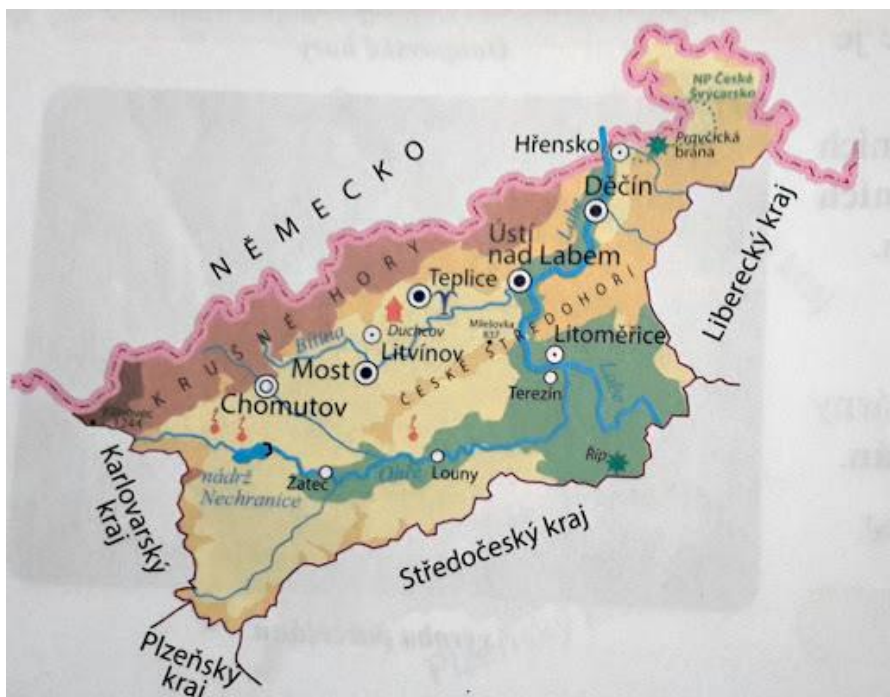 NP České
Švýcarsko
Hřensko
Pravčická
brána
Děčín
Labe
NĚMECKO
Ústí
nad Labem
Teplice
KRUŠNÉ HORY
Duchcov
Bílina
Litvínov
Most
Milešovka
837
ČESKÉ STŘEDOHOŘÍ
Litoměřice
Liberecký kraj
Chomutov
Terezín
Labe
1244
nádrž
Nechranice
Žatec
Ohře
Louny
Říp
Karlovarský
kraj
Středočeský kraj
Plzeňský
kraj